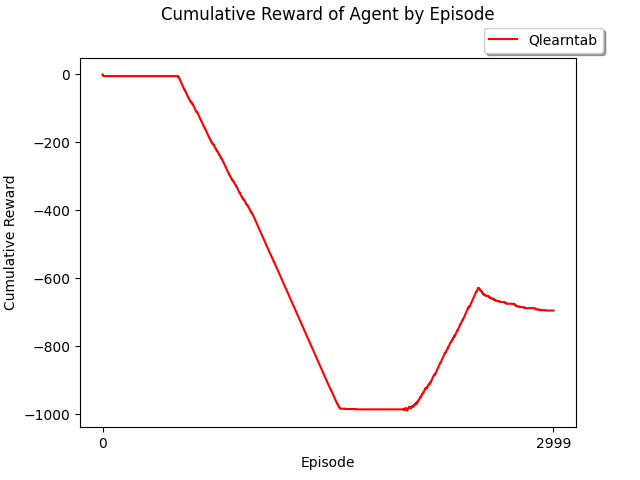 Cumulative Reward of Agent by Episode
Qlearntab
0
−200
−400
−600
−800
−1000
Cumulative Reward
0
2999
Episode